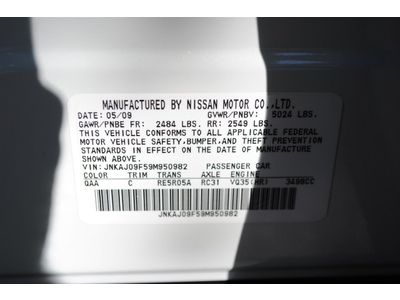 MANUFACTURED BY NISSAN MOTOR CO.,LTD.
DATE: 05/09 GVWR/PNBV: 5024 LBS.
GAWR/PNBE FR: 2484 LBS. RR: 2549 LBS.
THIS VEHICLE CONFORMS TO ALL APPLICABLE FEDERAL
MOTOR VEHICLE SAFETY, BUMPER, AND THEFT PREVENTION
STANDARDS IN EFFECT ON THE DATE OF MANUFACTURE
SHOWN ABOVE.
VIN: JNKAJ09F59M950982 PASSENGER CAR
COLOR TRIM TRANS AXLE ENGINE
QAA C RE5R05A RC31 VQ35(HR) 3498CC
JNKAJ09F59M950982